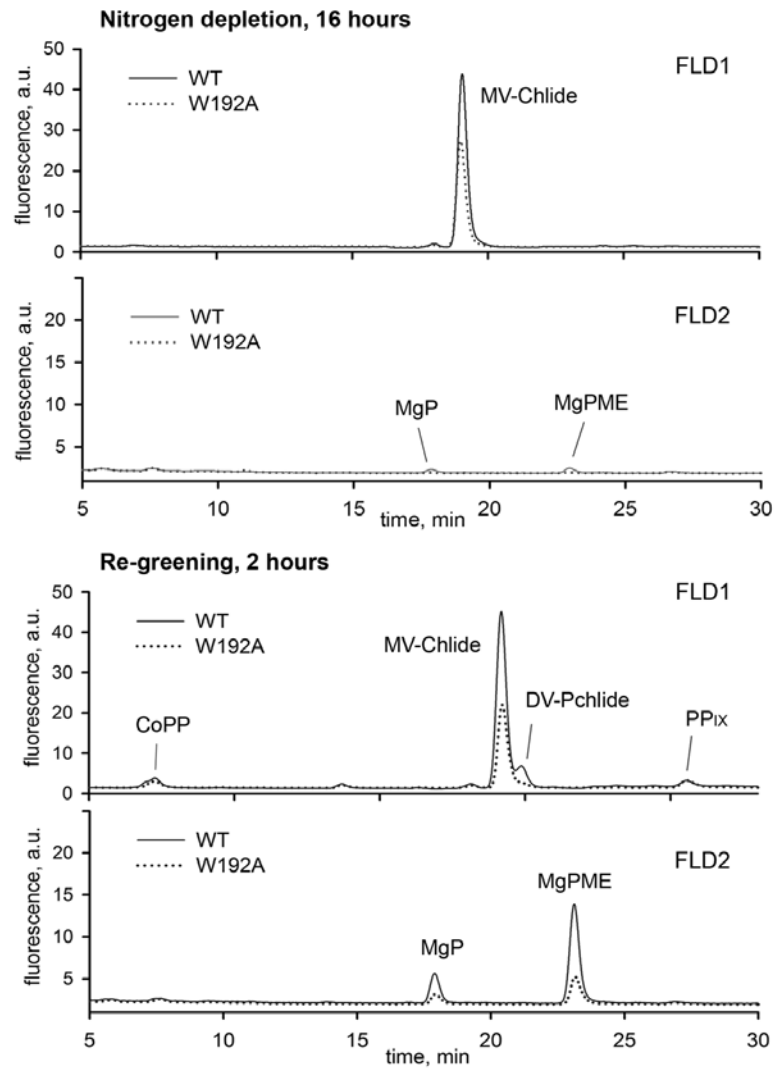 Nitrogen depletion, 16 hours
FLD1
WT
W192A
MV-Chlide
fluorescence, a.u.
50
40
30
20
10
0
FLD2
WT
W192A
MgP
MgPME
fluorescence, a.u.
20
15
10
5
5 10 15 20 25 30
time, min
Re-greening, 2 hours
FLD1
WT
W192A
MV-Chlide
DV-Pchlide
CoPP
PPIX
fluorescence, a.u.
50
40
30
20
10
0
FLD2
WT
W192A
MgPME
MgP
fluorescence, a.u.
20
15
10
5
5 10 15 20 25 30
time, min